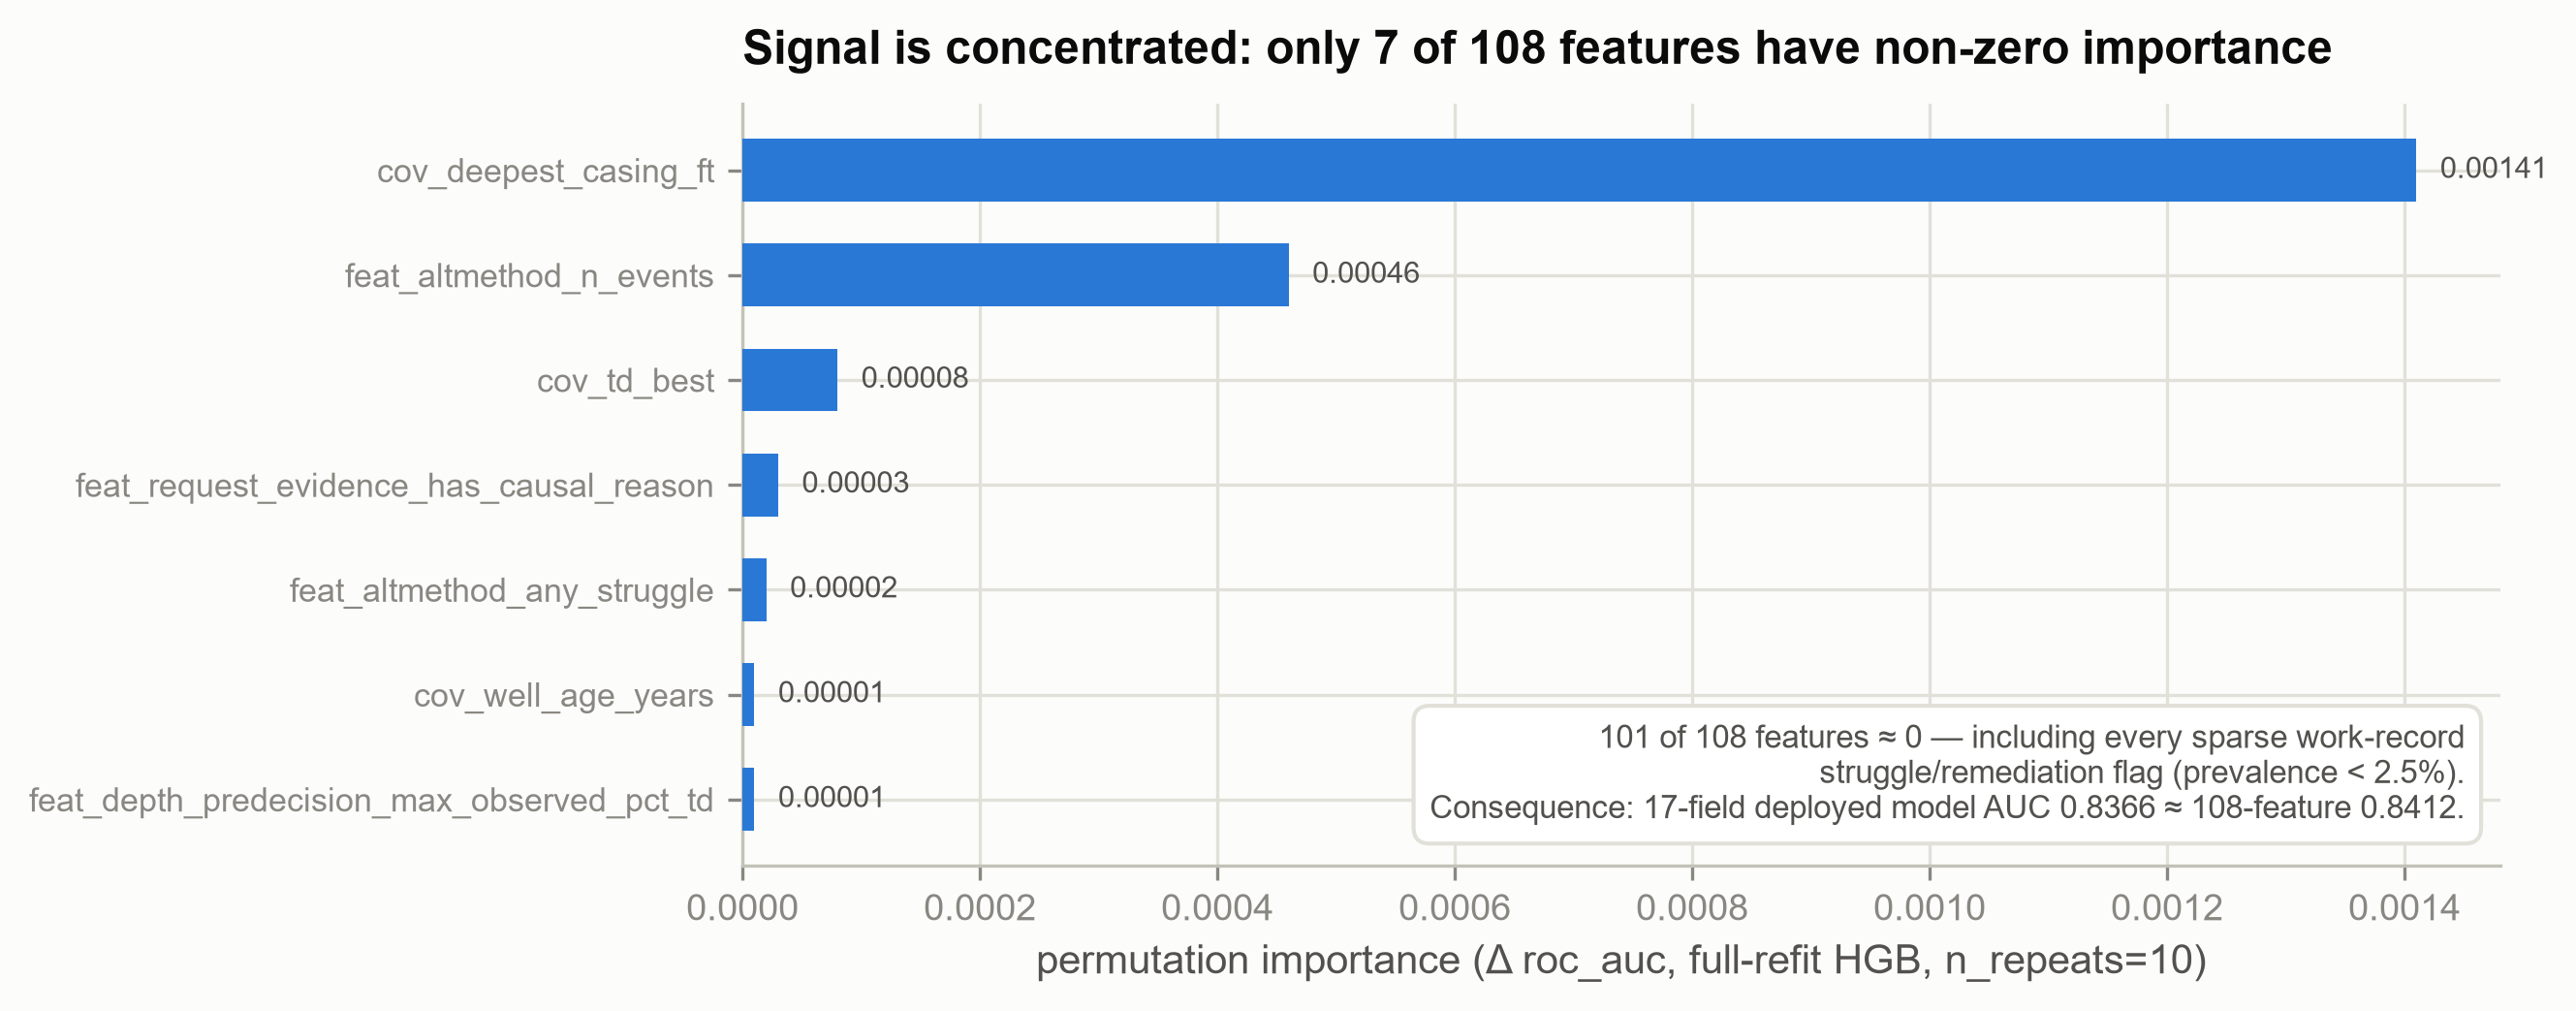 Signal is concentrated: only 7 of 108 features have non-zero importance
cov_deepest_casing_ft
0.00141
feat_altmethod_n_events
0.00046
cov_td_best
0.00008
feat_request_evidence_has_causal_reason
0.00003
feat_altmethod_any_struggle
0.00002
cov_well_age_years
0.00001
feat_depth_predecision_max_observed_pct_td
0.00001
101 of 108 features ≈ 0 — including every sparse work-record
struggle/remediation flag (prevalence < 2.5%).
Consequence: 17-field deployed model AUC 0.8366 ≈ 108-feature 0.8412.
0.0000 0.0002 0.0004 0.0006 0.0008 0.0010 0.0012 0.0014
permutation importance (Δ roc_auc, full-refit HGB, n_repeats=10)